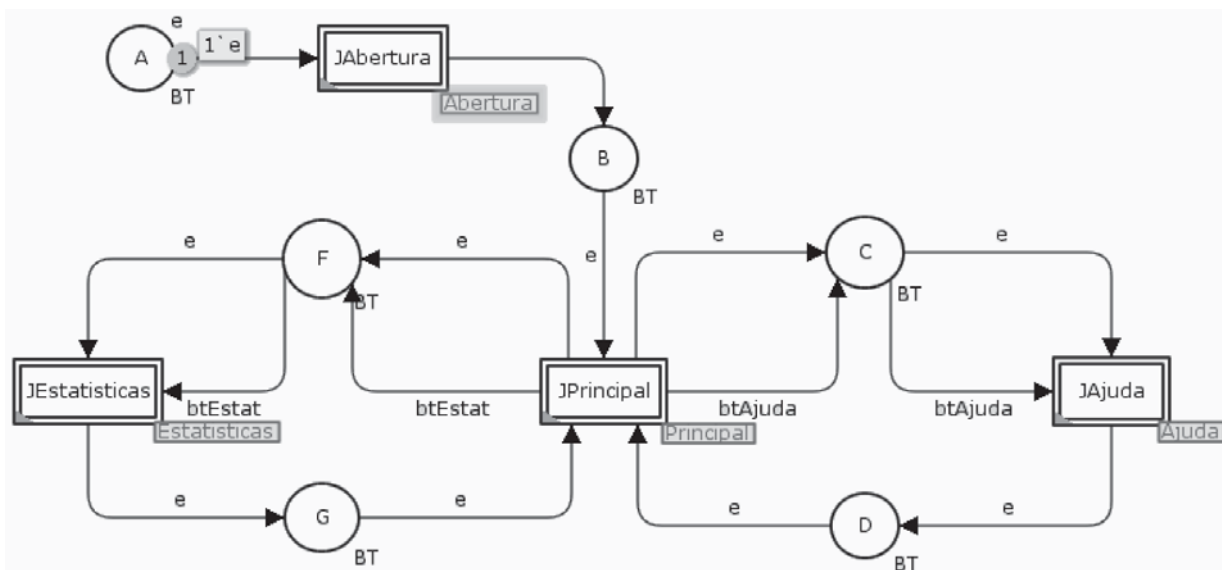 e
A
1
1`e
BT
JAbertura
Abertura
B
BT
e
e
e
F
BT
e
e
C
BT
JEstatisticas
Estatisticas
btEstat
btEstat
JPrincipal
Principal
btAjuda
btAjuda
JAjuda
Ajuda
e
G
BT
e
e
D
BT
e